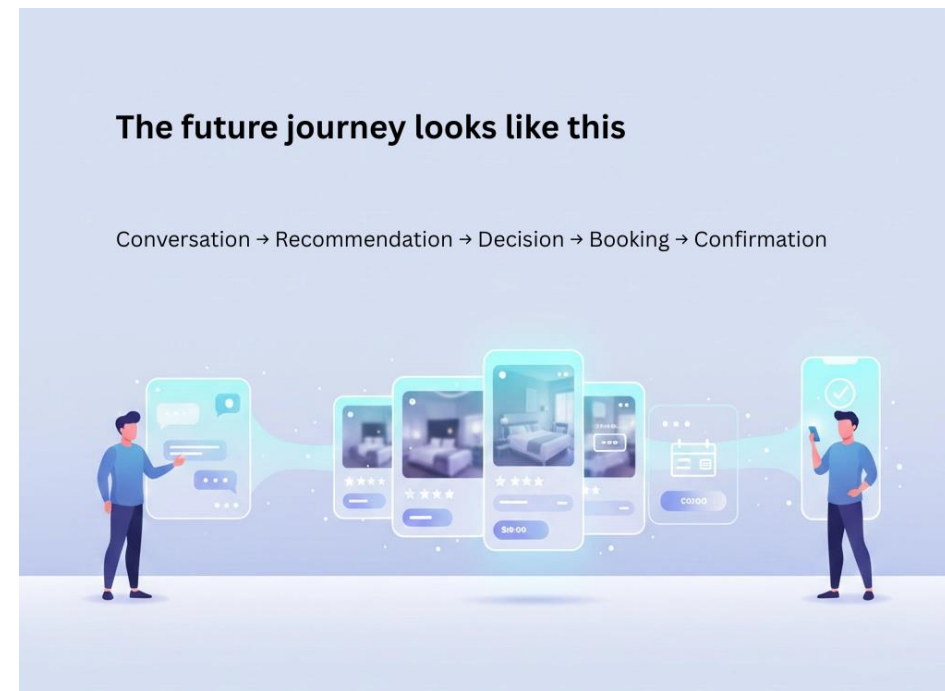 The future journey looks like this
Conversation → Recommendation → Decision → Booking → Confirmation